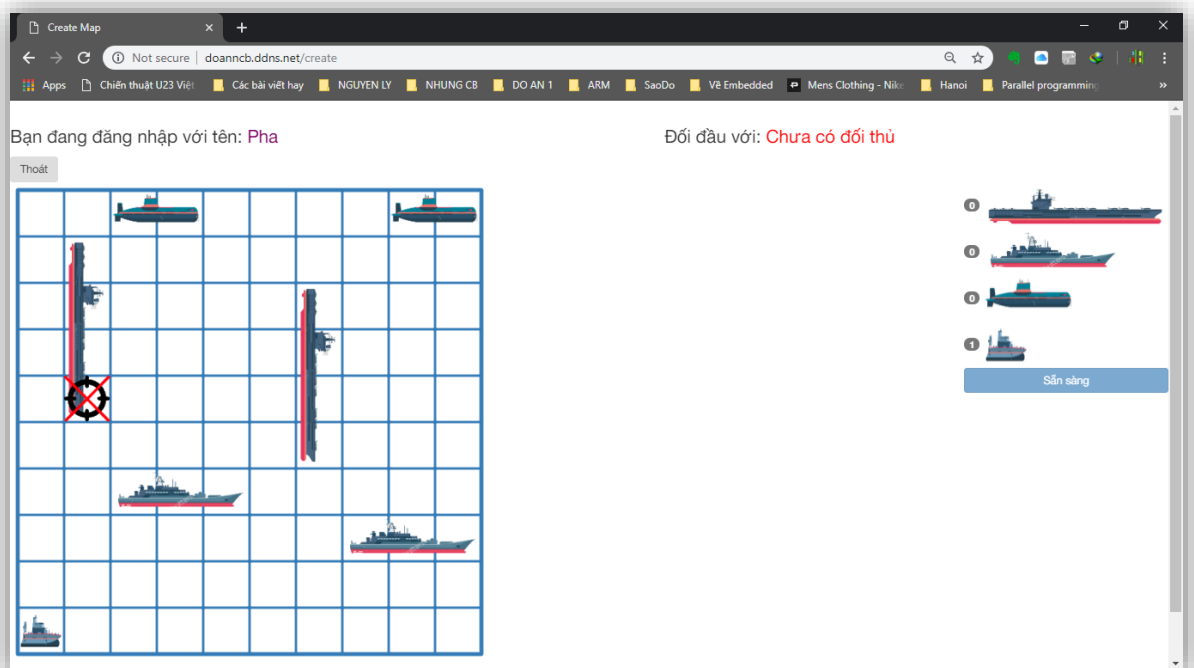 Create Map
Not secure | doanncb.ddns.net/create
Apps Chiến thuật U23 Việt Các bài viết hay NGUYEN LY NHUNG CB DO AN 1 ARM SaoDo Về Embedded Mens Clothing - Nike Hanoi Parallel programming
Bạn đang đăng nhập với tên: Pha Đối đầu với: Chưa có đối thủ
Thoát
0
0
0
1
Sẵn sàng